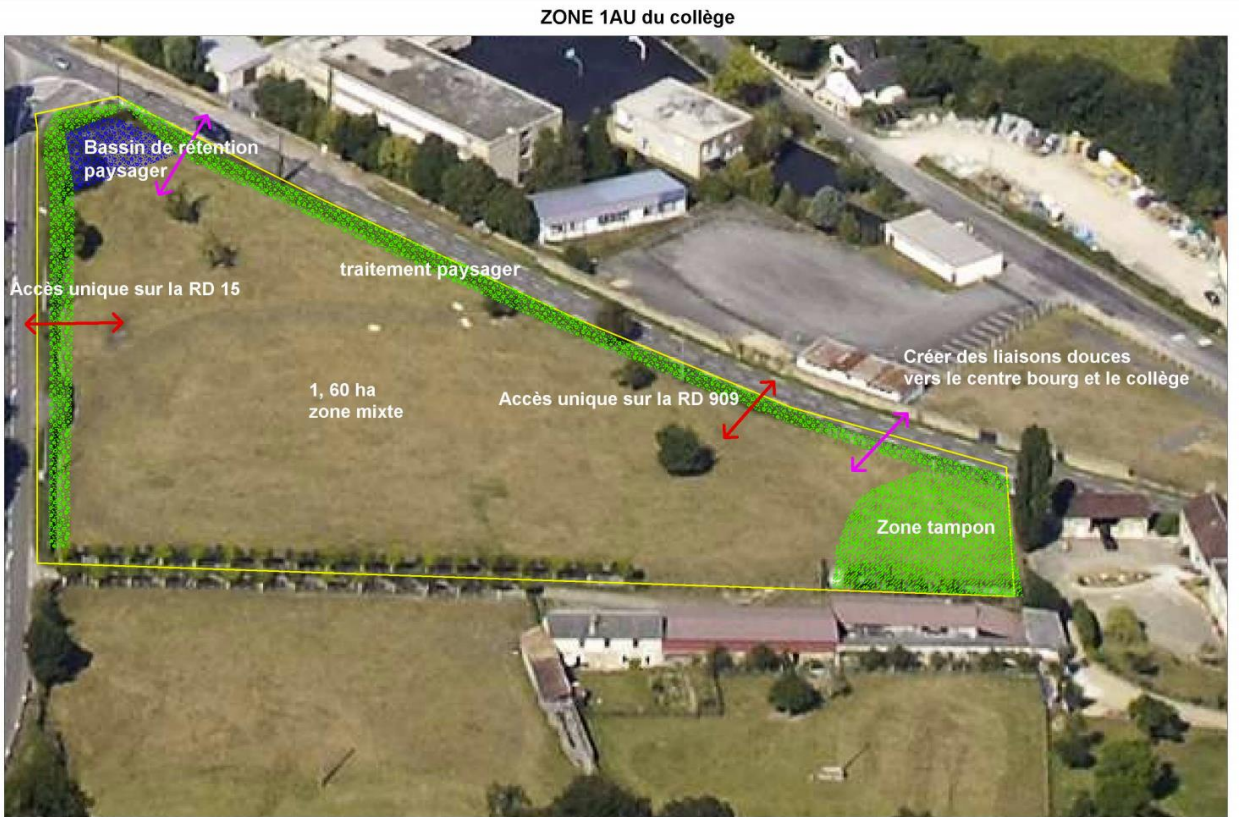 ZONE 1AU du collège
Bassin de rétention
paysager
traitement paysager
Accès unique sur la RD 15
1, 60 ha
zone mixte
Accès unique sur la RD 909
Créer des liaisons douces
vers le centre bourg et le collège
Zone tampon